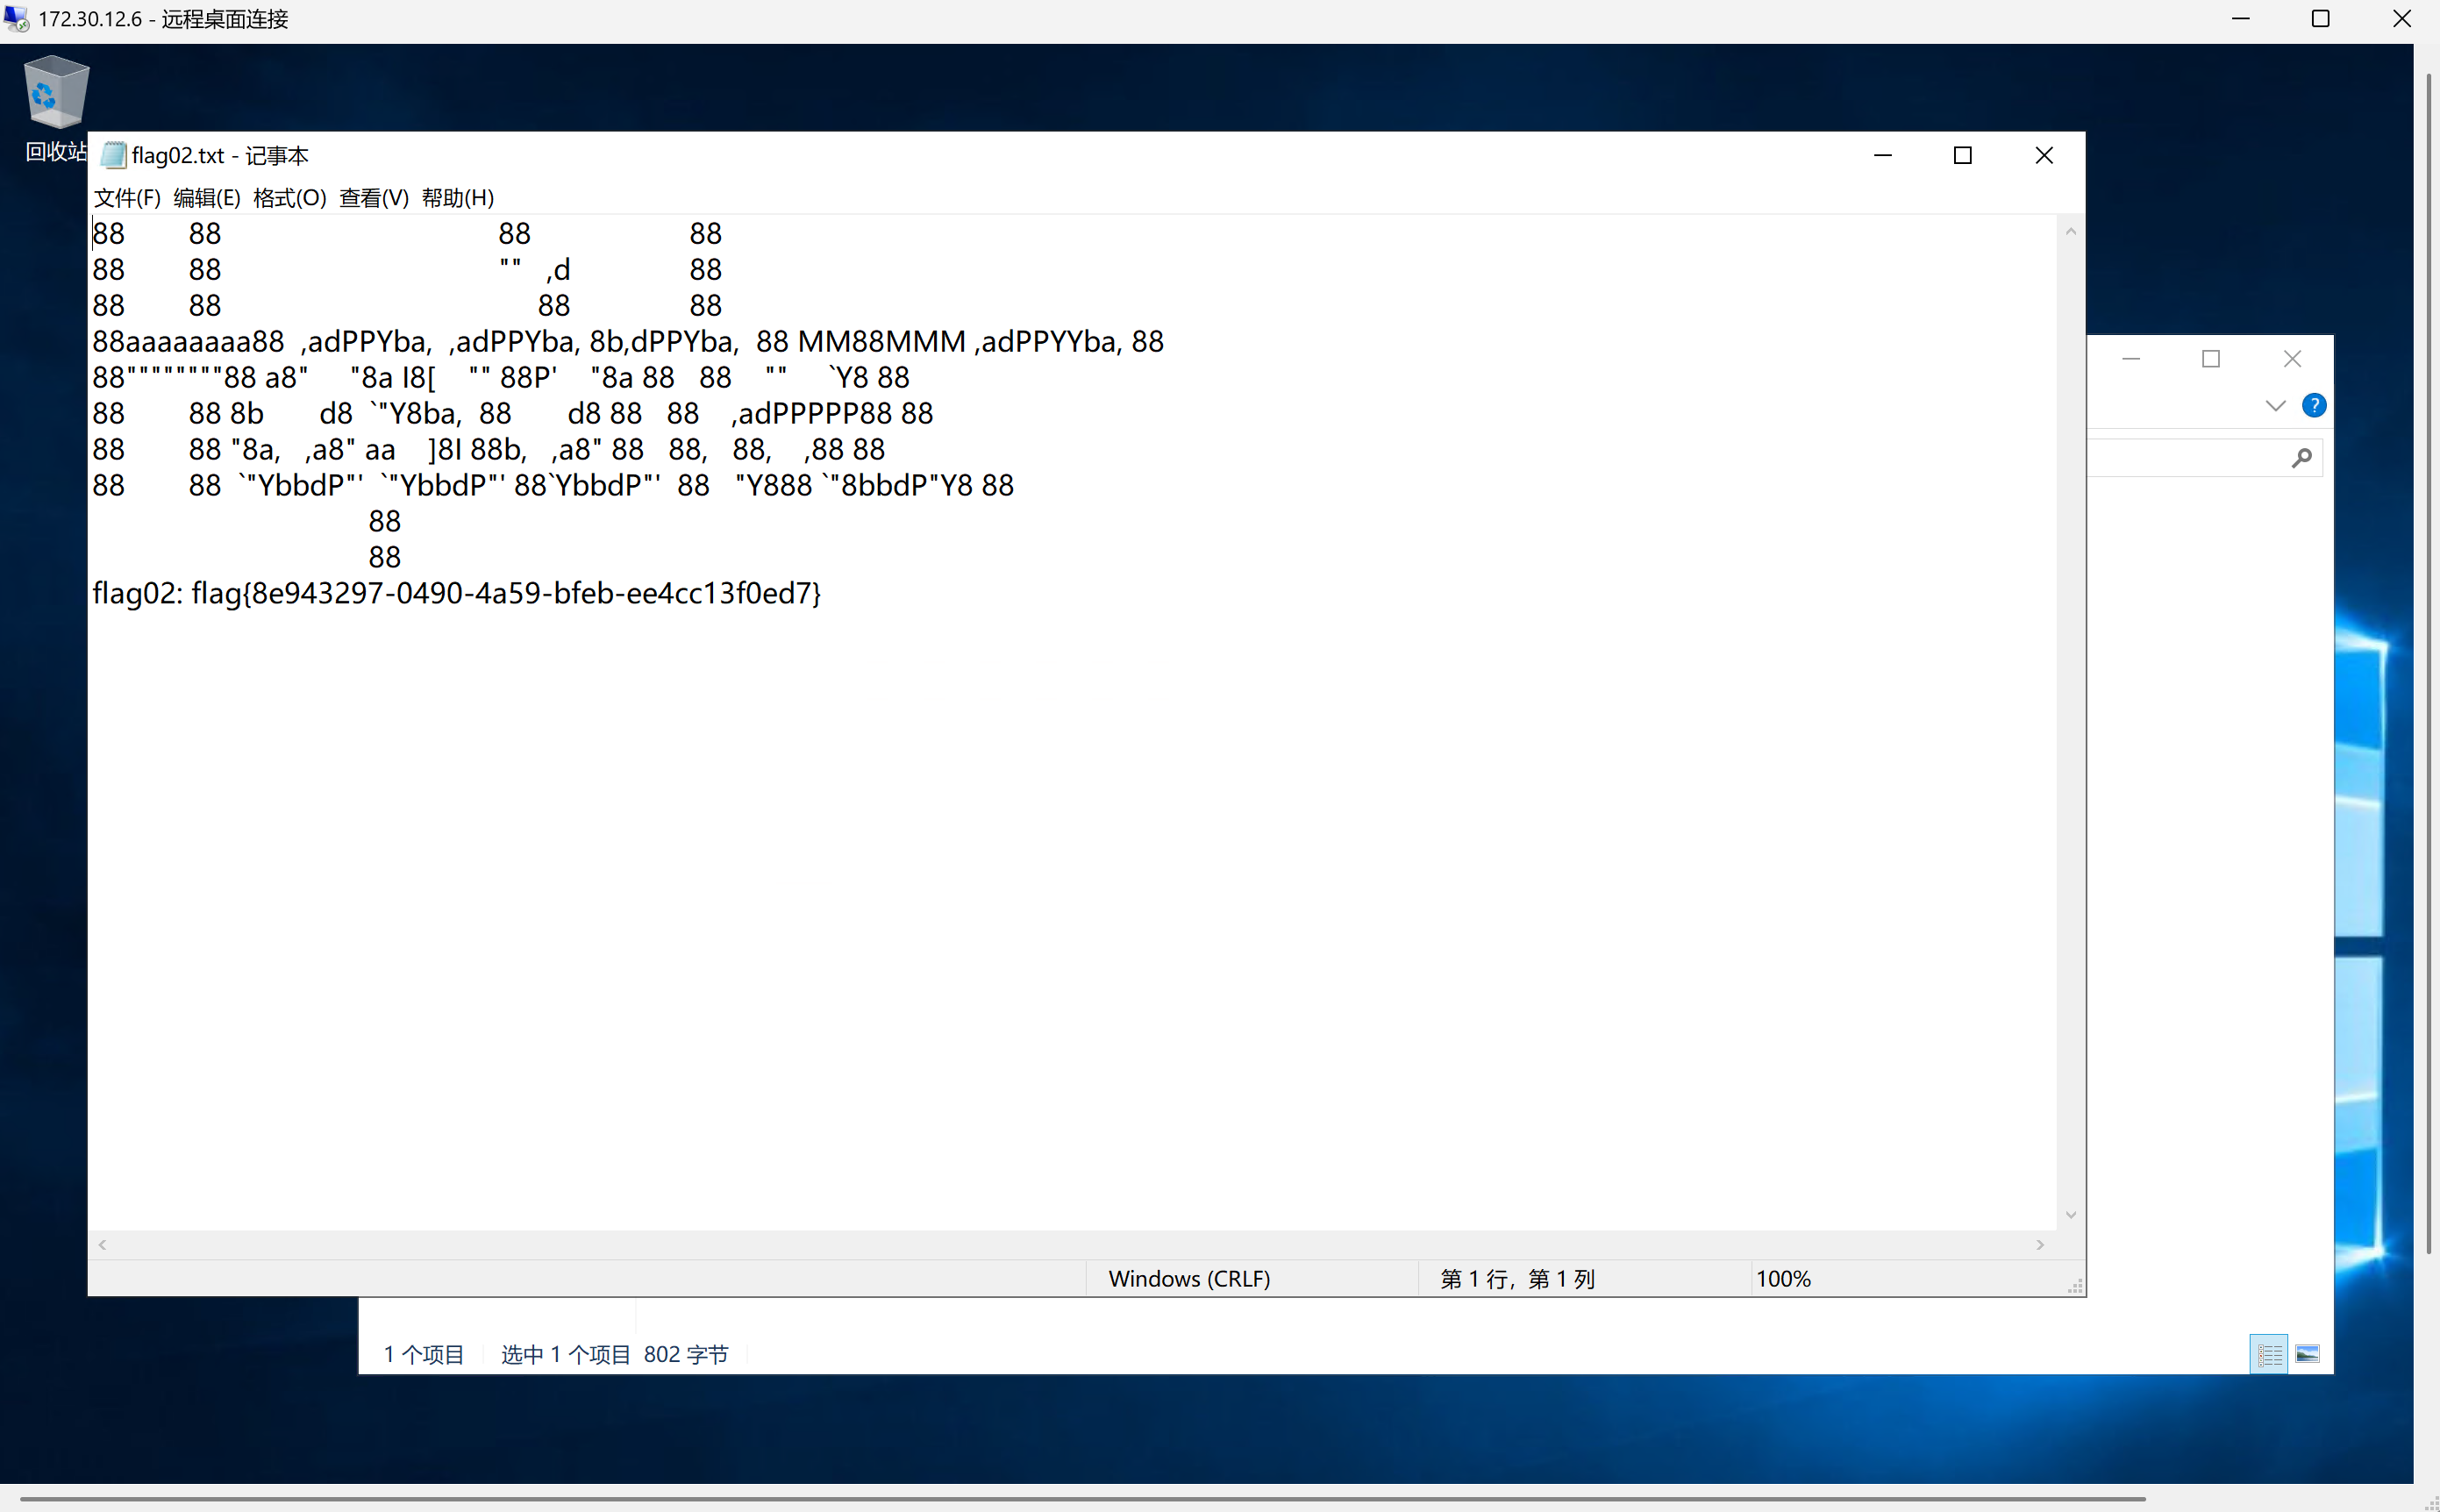 172.30.12.6 - 远程桌面连接
回收站
flag02.txt - 记事本
文件(F) 编辑(E) 格式(O) 查看(V) 帮助(H)
88        88                                   88                    88
88        88                                   ""   ,d               88
88        88                                        88               88
88aaaaaaaa88  ,adPPYba,  ,adPPYba, 8b,dPPYba,  88 MM88MMM ,adPPYYba, 88
88""""""""88 a8"     "8a I8[    "" 88P'    "8a 88   88    ""     `Y8 88
88        88 8b       d8  `"Y8ba,  88       d8 88   88    ,adPPPPP88 88
88        88 "8a,   ,a8" aa    ]8I 88b,   ,a8" 88   88,   88,    ,88 88
88        88  `"YbbdP"'  `"YbbdP"' 88`YbbdP"'  88   "Y888 `"8bbdP"Y8 88
                                   88
                                   88
flag02: flag{8e943297-0490-4a59-bfeb-ee4cc13f0ed7}
Windows (CRLF) 第 1 行，第 1 列 100%
1 个项目 选中 1 个项目 802 字节